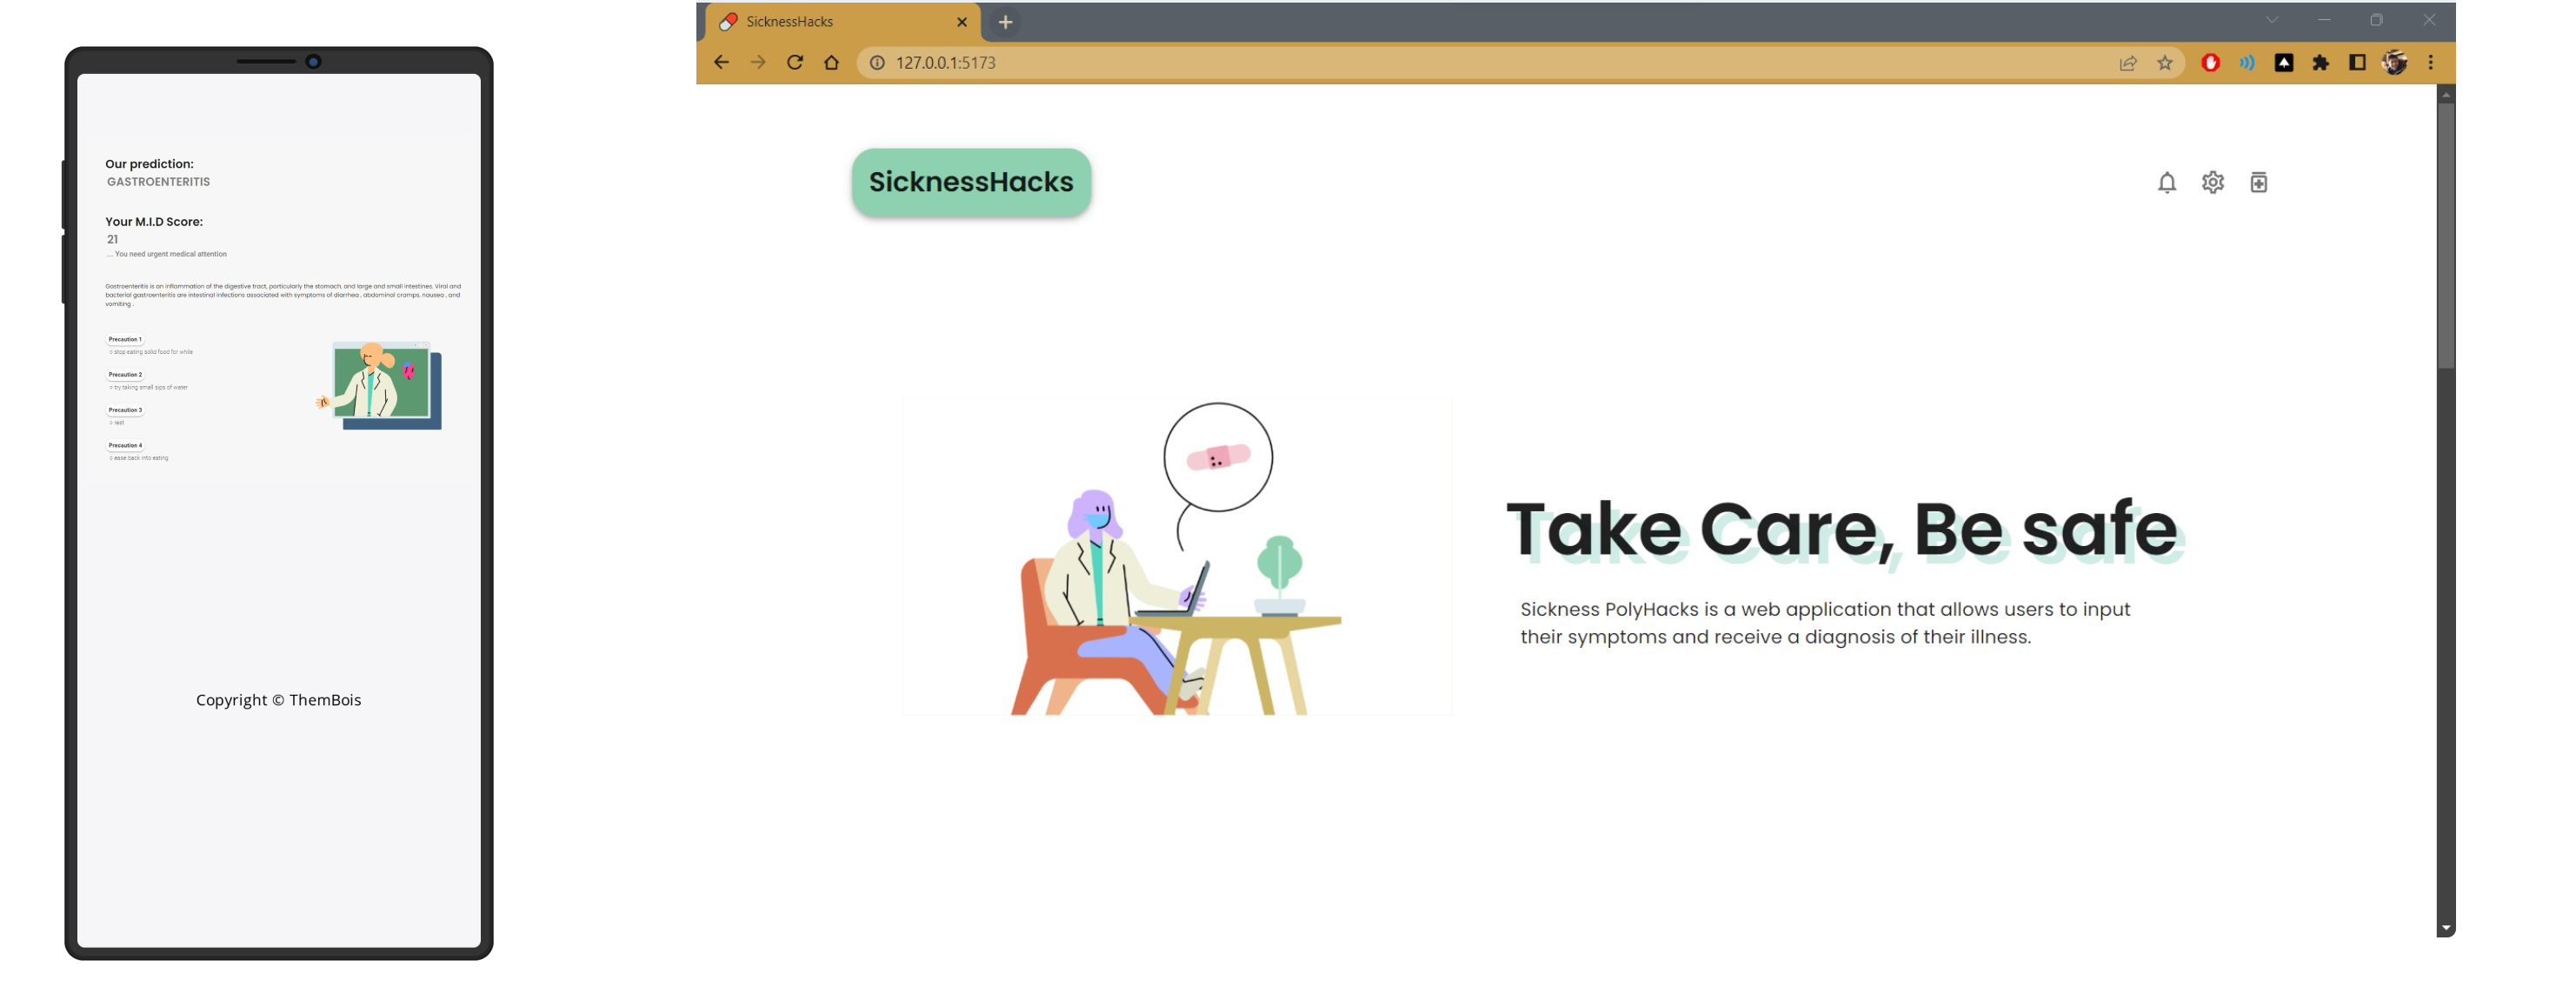 Our prediction:
GASTROENTERITIS
Your M.I.D Score:
21
... You need urgent medical attention
Gastroenteritis is an inflammation of the digestive tract, particularly the stomach, and large and small intestines. Viral and
bacterial gastroenteritis are intestinal infections associated with symptoms of diarrhea , abdominal cramps, nausea , and
vomiting .
Precaution 1
○ stop eating solid food for while
Precaution 2
○ try taking small sips of water
Precaution 3
○ rest
Precaution 4
○ ease back into eating
Copyright © ThemBois
SicknessHacks
127.0.0.1:5173
SicknessHacks
Take Care, Be safe
Sickness PolyHacks is a web application that allows users to input
their symptoms and receive a diagnosis of their illness.